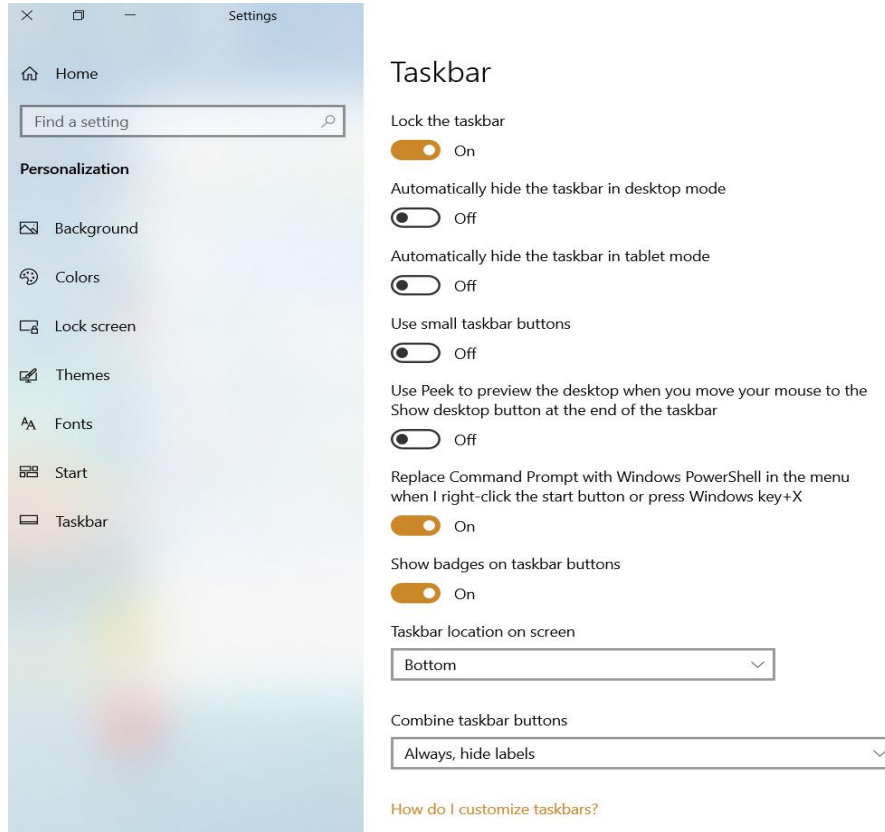 Settings
Home
Find a setting
Personalization
Background
Colors
Lock screen
Themes
Fonts
Start
Taskbar
Taskbar
Lock the taskbar
On
Automatically hide the taskbar in desktop mode
Off
Automatically hide the taskbar in tablet mode
Off
Use small taskbar buttons
Off
Use Peek to preview the desktop when you move your mouse to the
Show desktop button at the end of the taskbar
Off
Replace Command Prompt with Windows PowerShell in the menu
when I right-click the start button or press Windows key+X
On
Show badges on taskbar buttons
On
Taskbar location on screen
Bottom
Combine taskbar buttons
Always, hide labels
How do I customize taskbars?